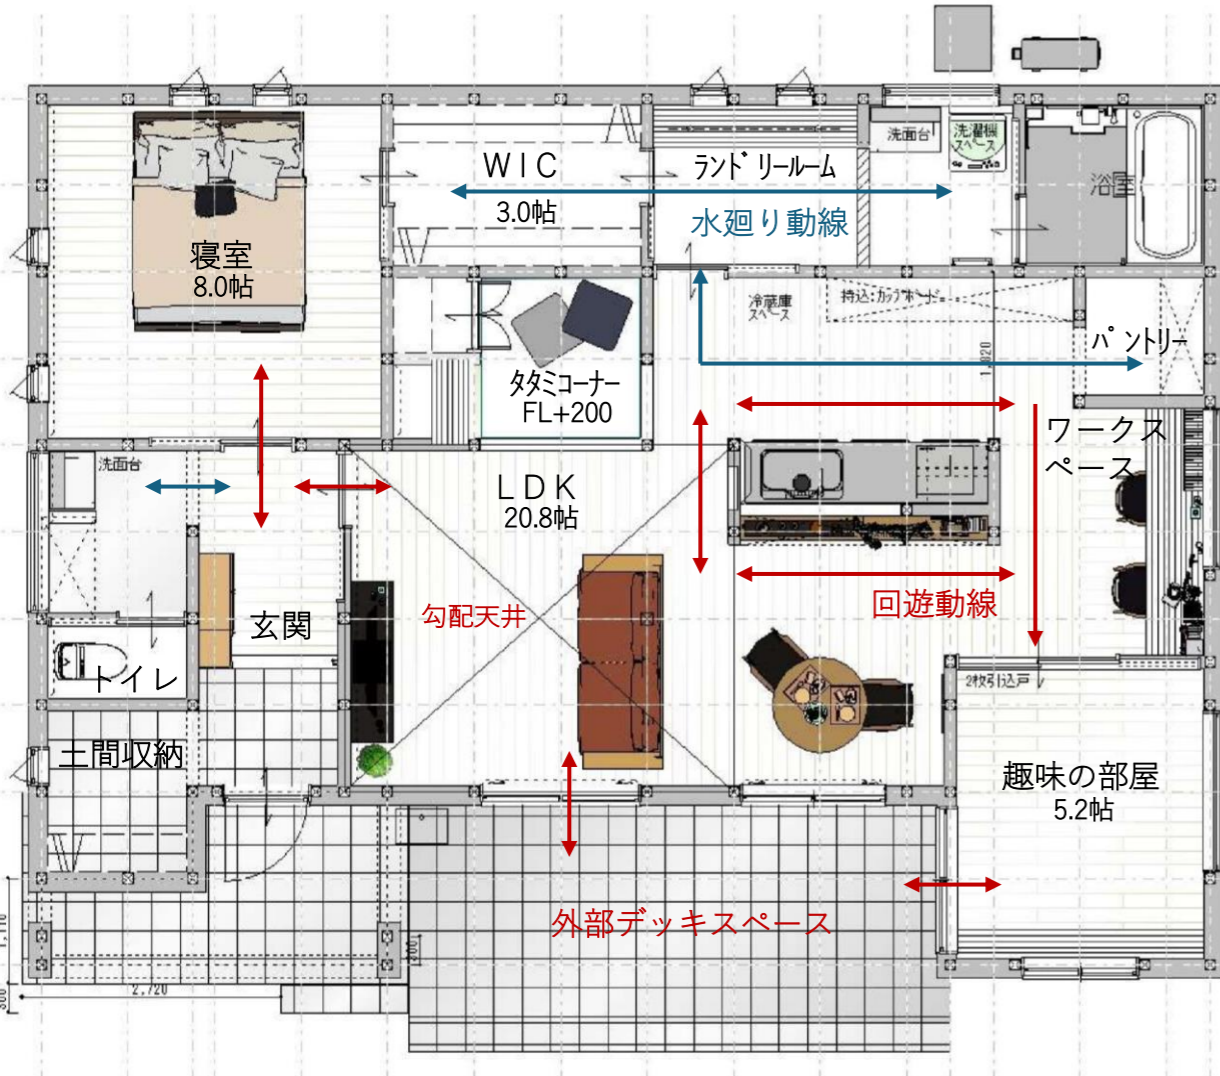 洗面台
洗濯機
スペース
WIC
3.0帖
ランドリールーム
水廻り動線
浴室
寝室
8.0帖
冷蔵庫
スペース
持込:カップボード
パントリー
1,820
タタミコーナー
FL+200
ワークス
ペース
洗面台
LDK
20.8帖
玄関
勾配天井
回遊動線
トイレ
2枚引込戸
土間収納
趣味の部屋
5.2帖
外部デッキスペース
300
2,720